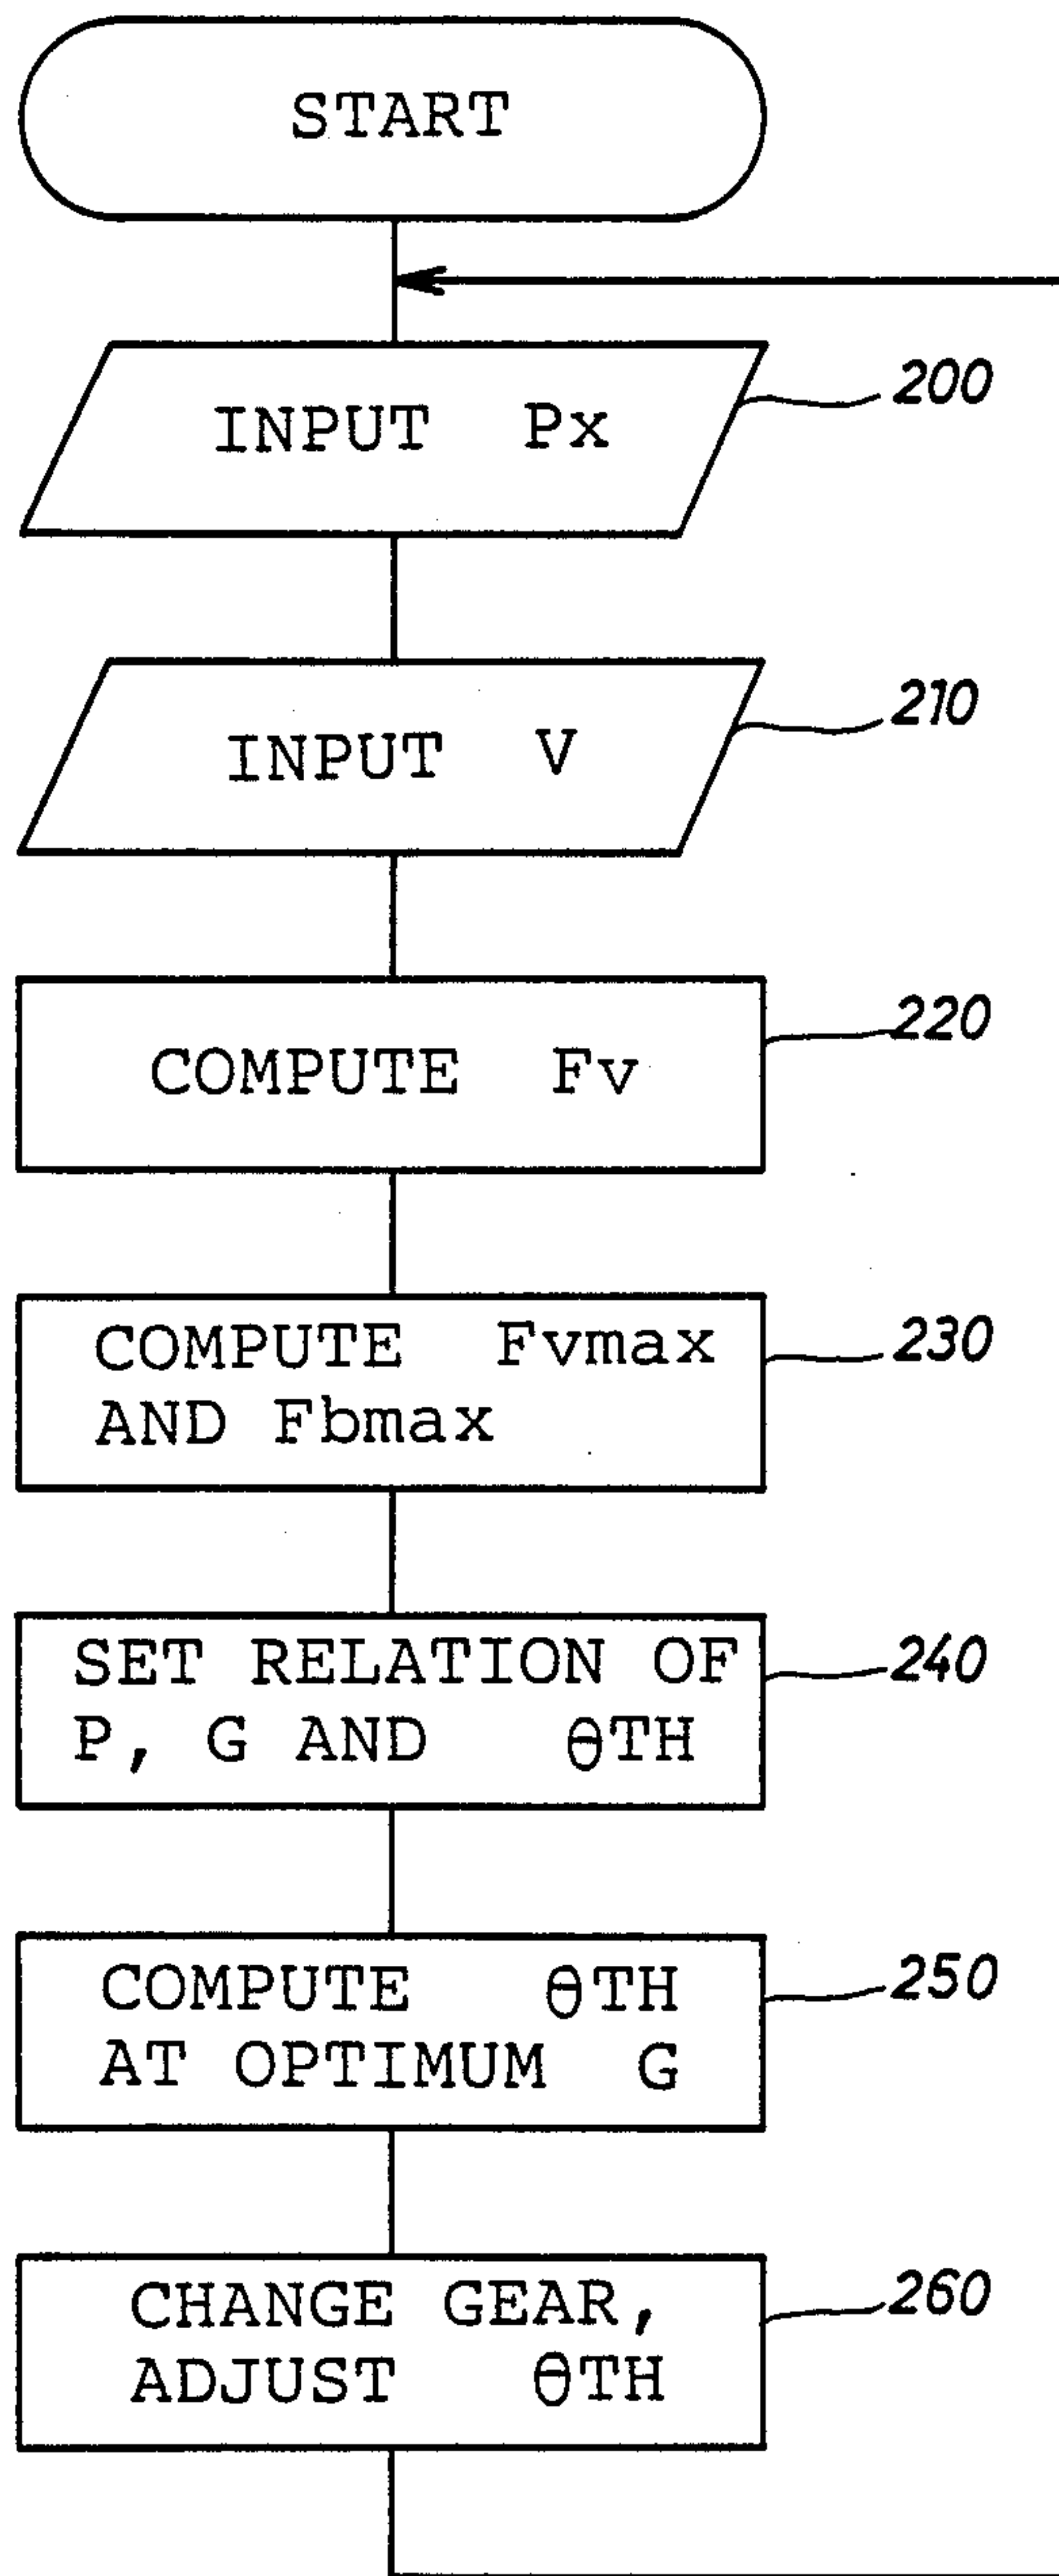 START
INPUT Px
200
INPUT V
210
COMPUTE Fv
220
COMPUTE Fvmax
AND Fbmax
230
SET RELATION OF
P, G AND θTH
240
COMPUTE θTH
AT OPTIMUM G
250
CHANGE GEAR,
ADJUST θTH
260